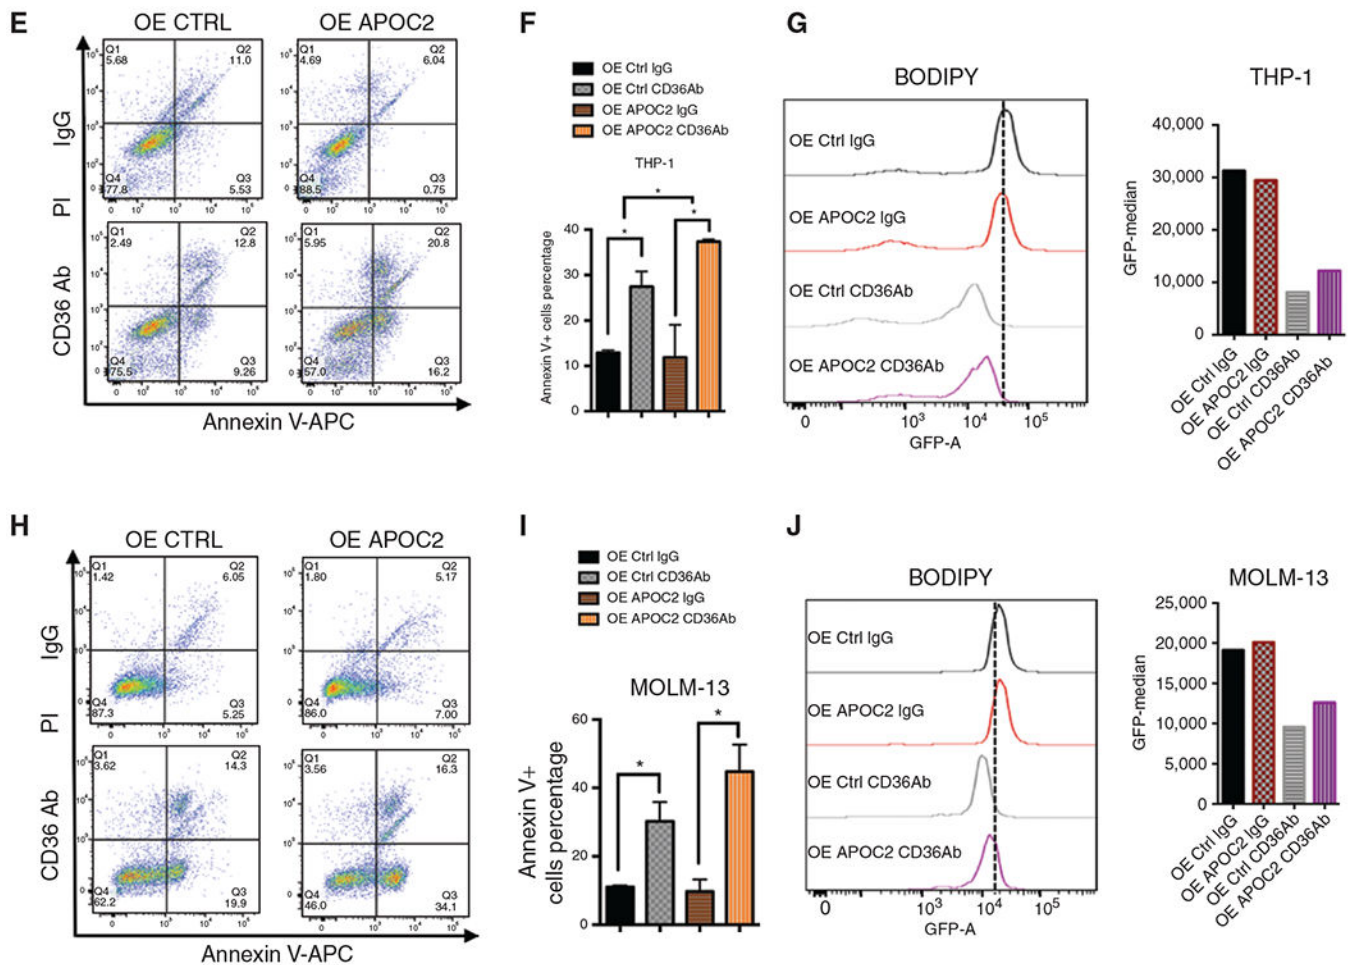 E
OE CTRL
OE APOC2
IgG
CD36 Ab
PI
Q1
5.68
Q2
11.0
Q4
77.8
Q3
5.53
Q1
4.69
Q2
6.04
Q4
88.5
Q3
0.75
Q1
2.49
Q2
12.8
Q4
75.5
Q3
9.26
Q1
5.95
Q2
20.8
Q4
57.0
Q3
16.2
Annexin V-APC
F
OE Ctrl IgG
OE Ctrl CD36Ab
OE APOC2 IgG
OE APOC2 CD36Ab
THP-1
*
*
*
Annexin V+ cells percentage
40
30
20
10
0
G
BODIPY
OE Ctrl IgG
OE APOC2 IgG
OE Ctrl CD36Ab
OE APOC2 CD36Ab
0 10³ 10⁴ 10⁵
GFP-A
THP-1
GFP-median
40,000
30,000
20,000
10,000
0
OE Ctrl IgG
OE APOC2 IgG
OE Ctrl CD36Ab
OE APOC2 CD36Ab
H
OE CTRL
OE APOC2
IgG
CD36 Ab
PI
Q1
1.42
Q2
6.05
Q4
87.3
Q3
5.25
Q1
1.80
Q2
5.17
Q4
86.0
Q3
7.00
Q1
3.62
Q2
14.3
Q4
62.2
Q3
19.9
Q1
3.56
Q2
16.3
Q4
46.0
Q3
34.1
Annexin V-APC
I
OE Ctrl IgG
OE Ctrl CD36Ab
OE APOC2 IgG
OE APOC2 CD36Ab
MOLM-13
*
*
Annexin V+
cells percentage
60
40
20
0
J
BODIPY
OE Ctrl IgG
OE APOC2 IgG
OE Ctrl CD36Ab
OE APOC2 CD36Ab
0 10³ 10⁴ 10⁵
GFP-A
MOLM-13
GFP-median
25,000
20,000
15,000
10,000
5,000
0
OE Ctrl IgG
OE APOC2 IgG
OE Ctrl CD36Ab
OE APOC2 CD36Ab